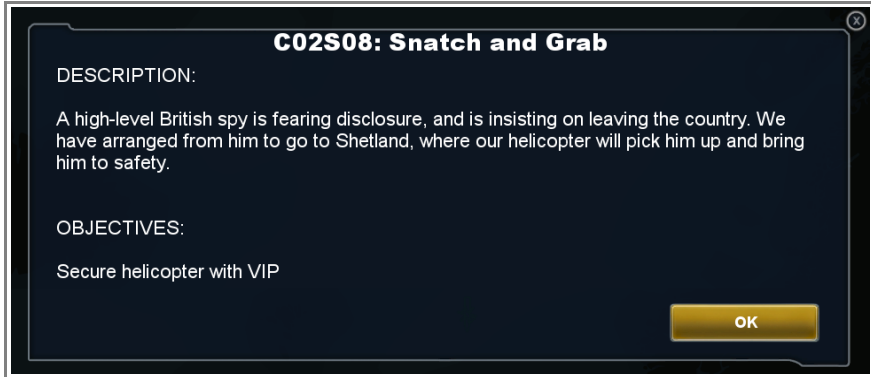 C02S08: Snatch and Grab
DESCRIPTION:
A high-level British spy is fearing disclosure, and is insisting on leaving the country. We
have arranged from him to go to Shetland, where our helicopter will pick him up and bring
him to safety.
OBJECTIVES:
Secure helicopter with VIP
OK